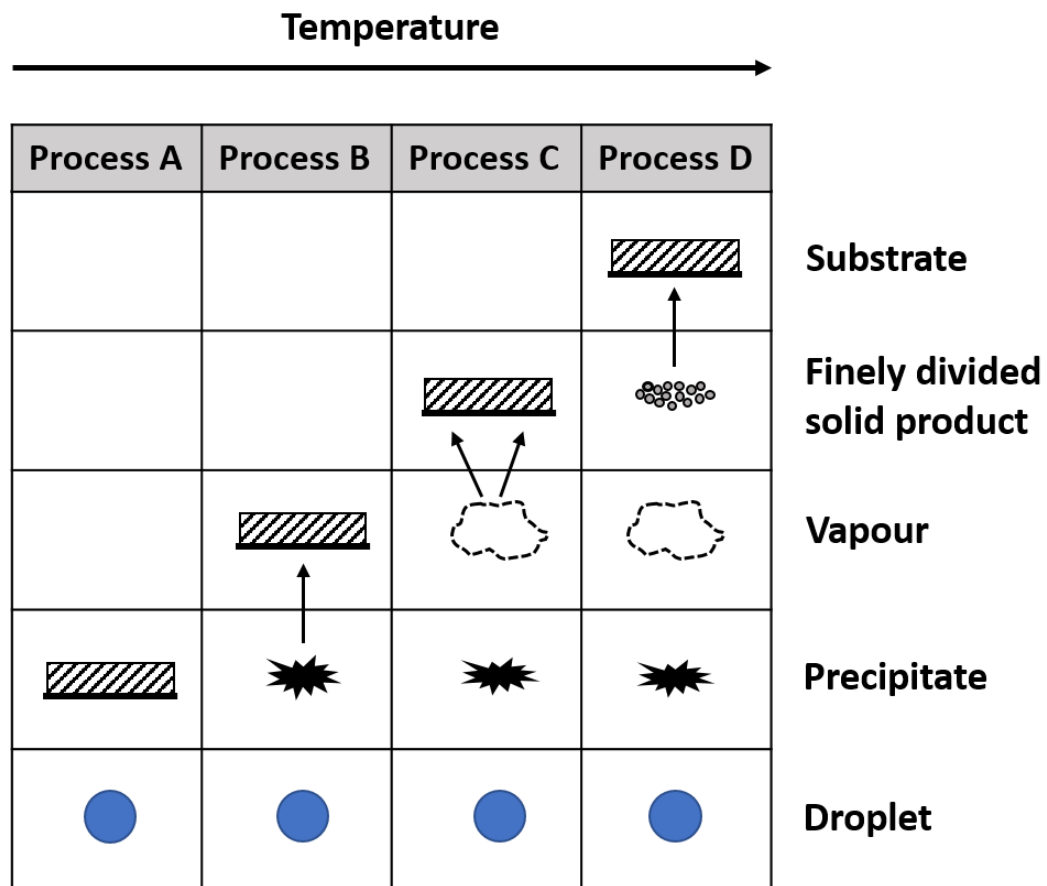 Temperature
Process A Process B Process C Process D
Substrate
Finely divided
solid product
Vapour
Precipitate
Droplet